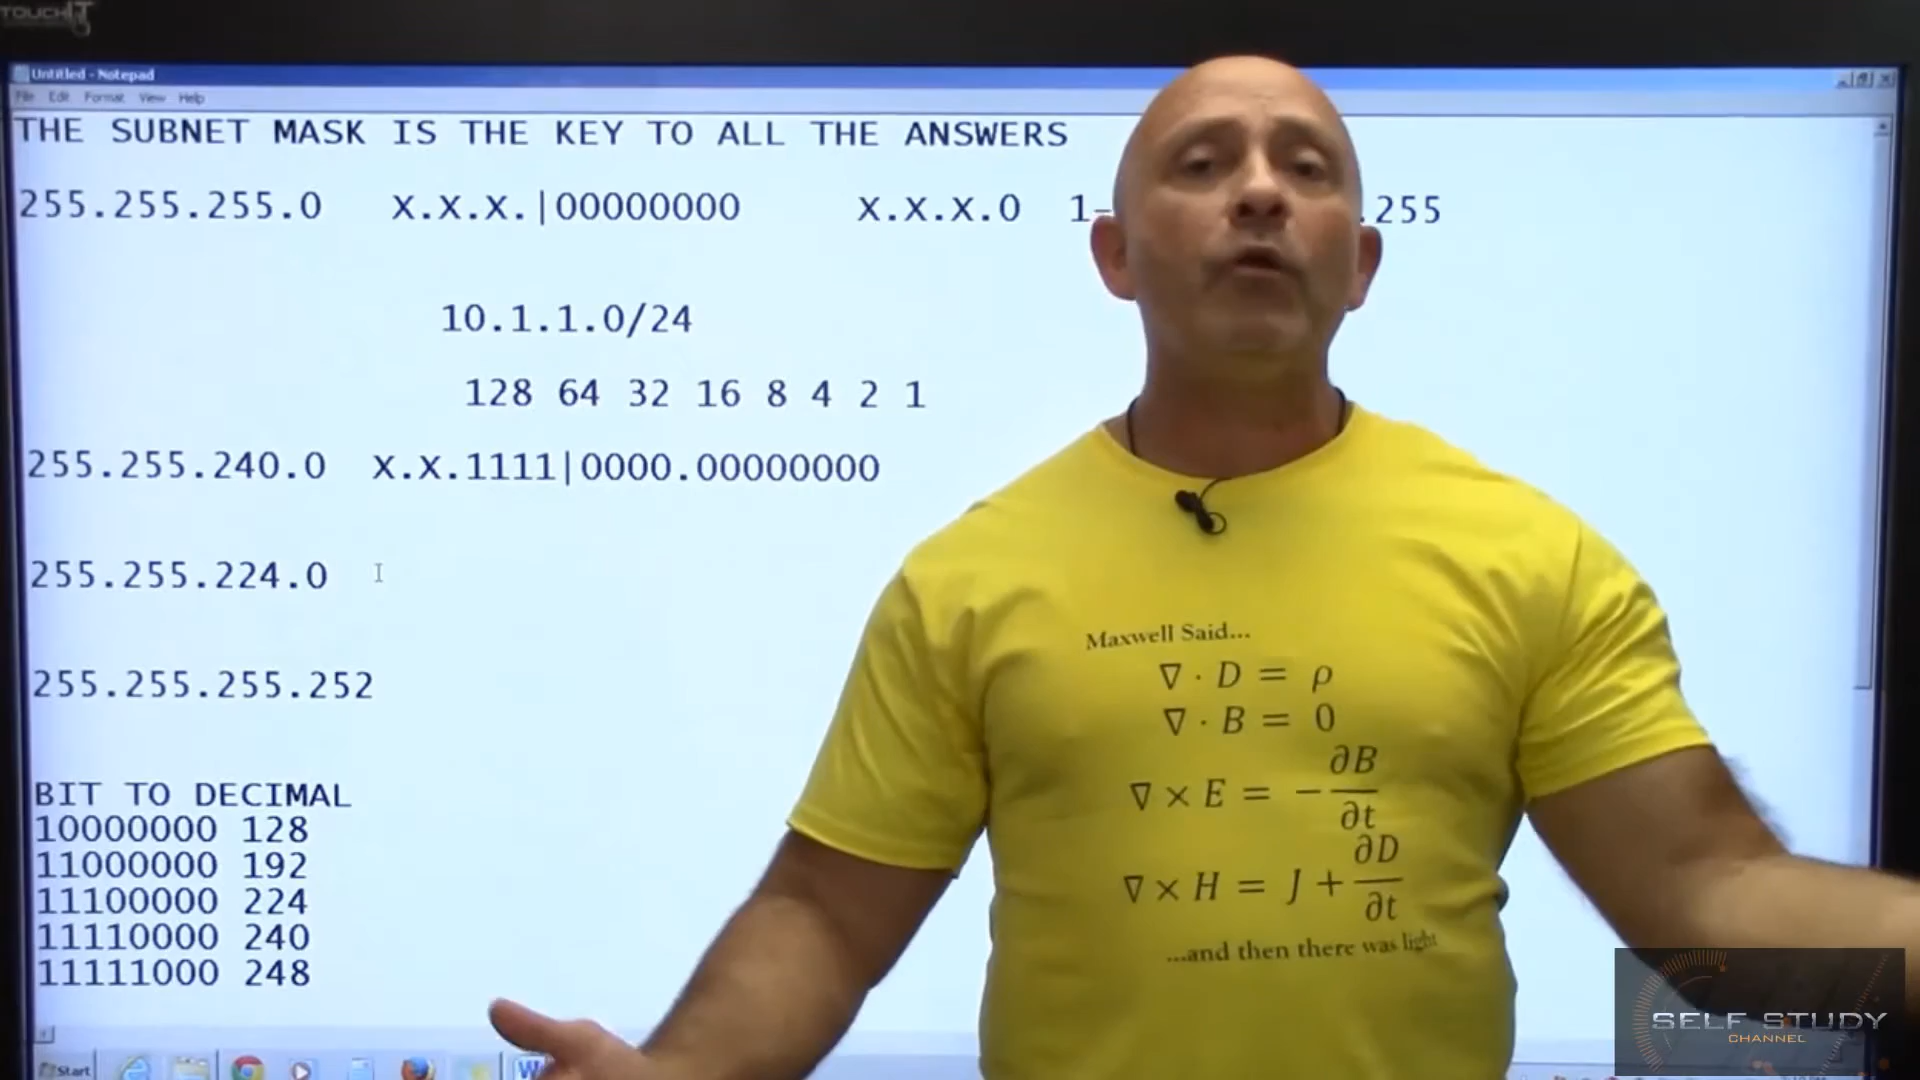 TOUCHIT
Untitled - Notepad
File Edit Format View Help
THE SUBNET MASK IS THE KEY TO ALL THE ANSWERS
255.255.255.0 x.x.x.|00000000 x.x.x.0 1- .255
10.1.1.0/24
128 64 32 16 8 4 2 1
255.255.240.0 x.x.1111|0000.00000000
255.255.224.0
255.255.255.252
BIT TO DECIMAL
10000000 128
11000000 192
11100000 224
11110000 240
11111000 248
Start
Maxwell Said...
∇ · D = ρ
∇ · B = 0
∇ × E = −∂B/∂t
∇ × H = J + ∂D/∂t
...and then there was light
SELF STUDY
CHANNEL